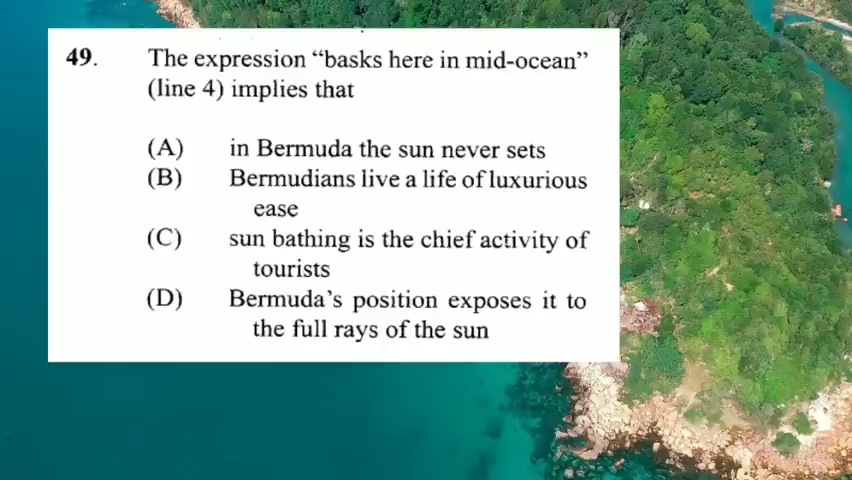 49. The expression “basks here in mid-ocean”
(line 4) implies that
(A) in Bermuda the sun never sets
(B) Bermudians live a life of luxurious
ease
(C) sun bathing is the chief activity of
tourists
(D) Bermuda’s position exposes it to
the full rays of the sun